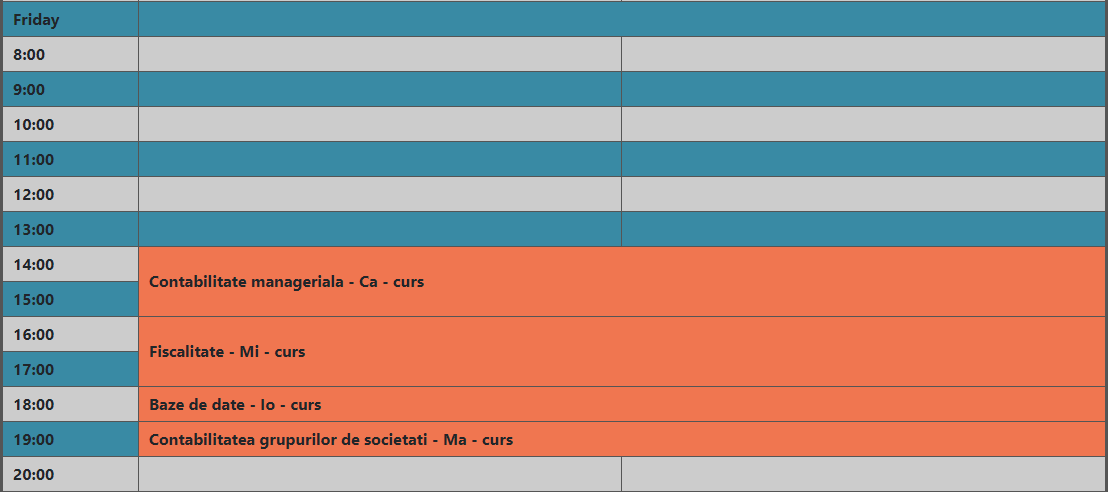 Friday
8:00
9:00
10:00
11:00
12:00
13:00
14:00
Contabilitate manageriala - Ca - curs
15:00
16:00
Fiscalitate - Mi - curs
17:00
18:00 Baze de date - Io - curs
19:00 Contabilitatea grupurilor de societati - Ma - curs
20:00